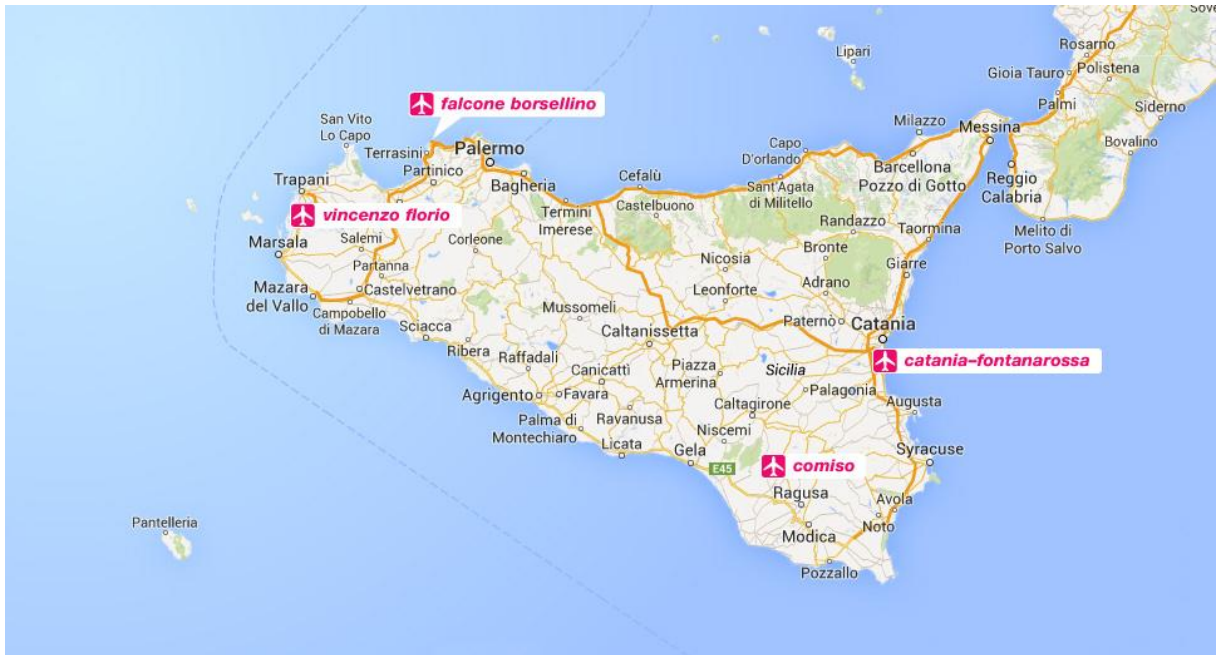 Sove
Rosarno
Lipari
Gioia Tauro
Polistena
falcone borsellino
Palmi
Siderno
San Vito
Lo Capo
Milazzo
Messina
Bovalino
Terrasini
Palermo
Capo
D'orlando
Partinico
Barcellona
Pozzo di Gotto
Reggio
Calabria
Trapani
Bagheria
Cefalù
Sant'Agata
di Militello
Castelbuono
vincenzo florio
Termini
Imerese
Randazzo
Taormina
Melito di
Porto Salvo
Marsala
Salemi
Corleone
Nicosia
Bronte
Giarre
Partanna
Mazara
del Vallo
Castelvetrano
Leonforte
Adrano
Campobello
di Mazara
Mussomeli
Sciacca
Caltanissetta
Paternò
Catania
Ribera
Raffadali
Piazza
Armerina
Sicilia
catania-fontanarossa
Canicattì
Palagonia
Agrigento
Favara
Caltagirone
Augusta
Palma di
Montechiaro
Ravanusa
Niscemi
Licata
Gela
Syracuse
E45
comiso
Ragusa
Avola
Pantelleria
Modica
Noto
Pozzallo